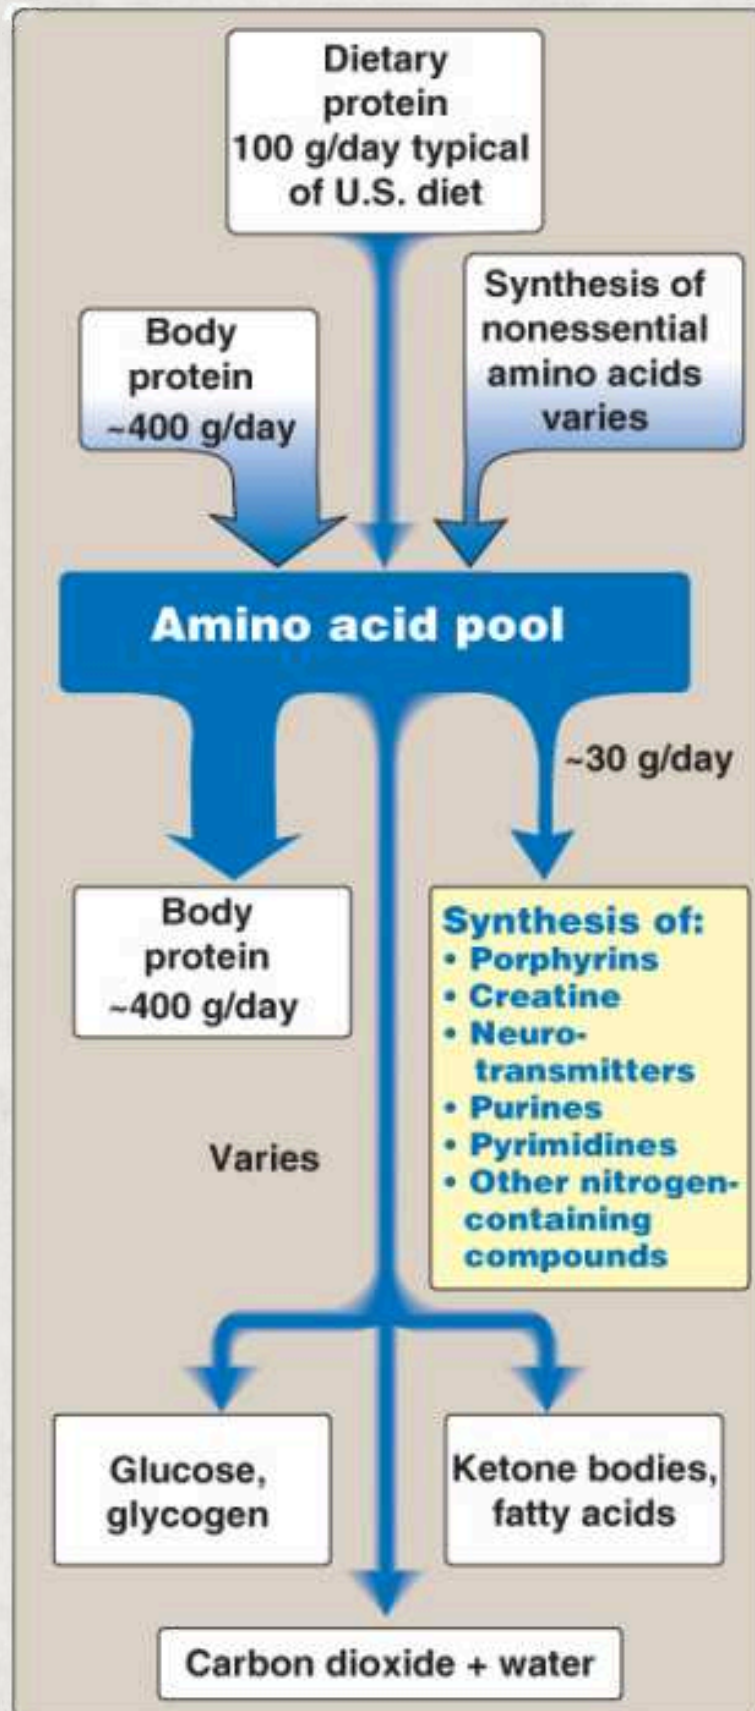 Dietary
protein
100 g/day typical
of U.S. diet
Body
protein
~400 g/day
Synthesis of
nonessential
amino acids
varies
Amino acid pool
~30 g/day
Body
protein
~400 g/day
Synthesis of:
• Porphyrins
• Creatine
• Neuro-
transmitters
• Purines
• Pyrimidines
• Other nitrogen-
containing
compounds
Varies
Glucose,
glycogen
Ketone bodies,
fatty acids
Carbon dioxide + water